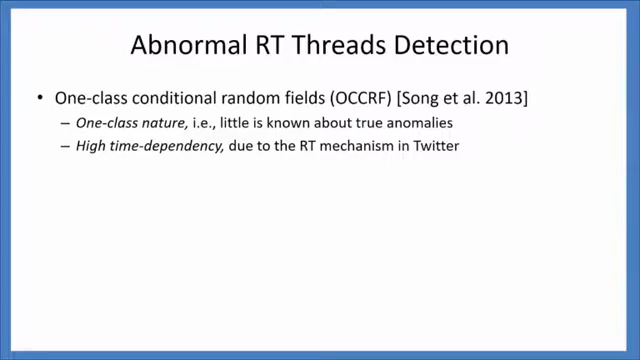 Abnormal RT Threads Detection
• One-class conditional random fields (OCCRF) [Song et al. 2013]
– One-class nature, i.e., little is known about true anomalies
– High time-dependency, due to the RT mechanism in Twitter